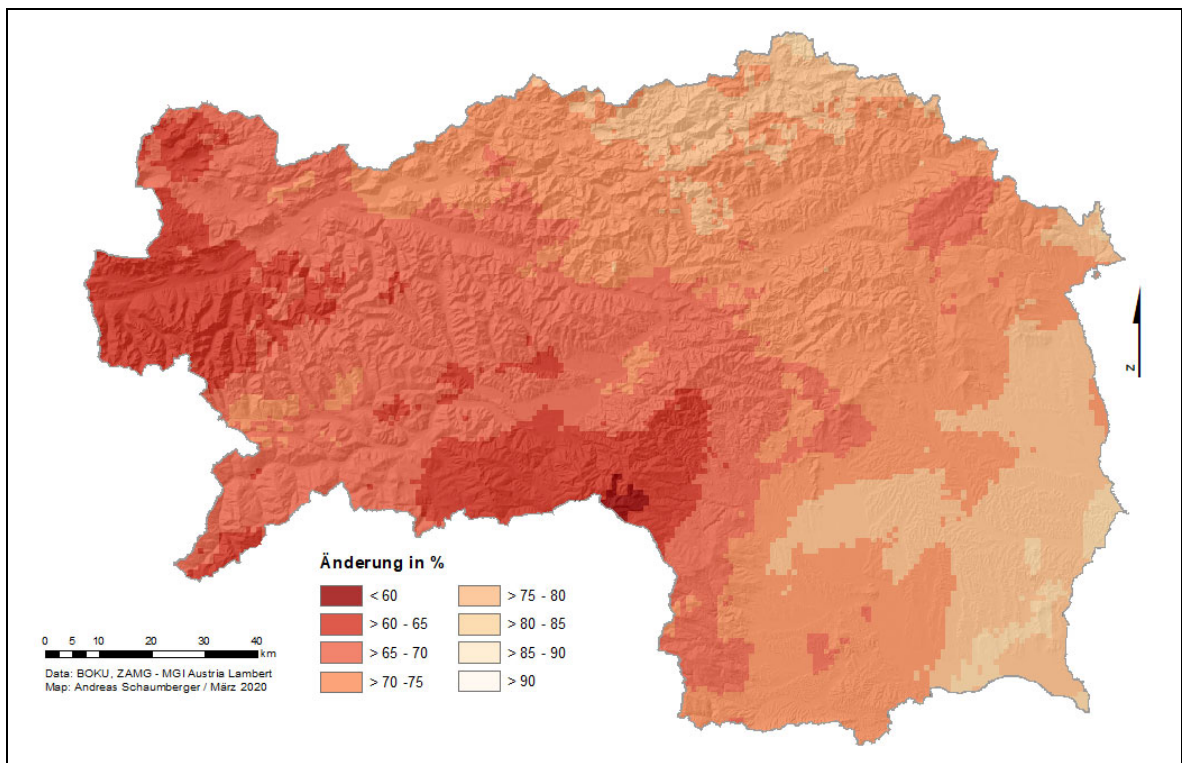 N
Änderung in %
< 60
> 60 - 65
> 65 - 70
> 70 -75
> 75 - 80
> 80 - 85
> 85 - 90
> 90
0 5 10 20 30 40
km
Data: BOKU, ZAMG - MGI Austria Lambert
Map: Andreas Schaumberger / März 2020